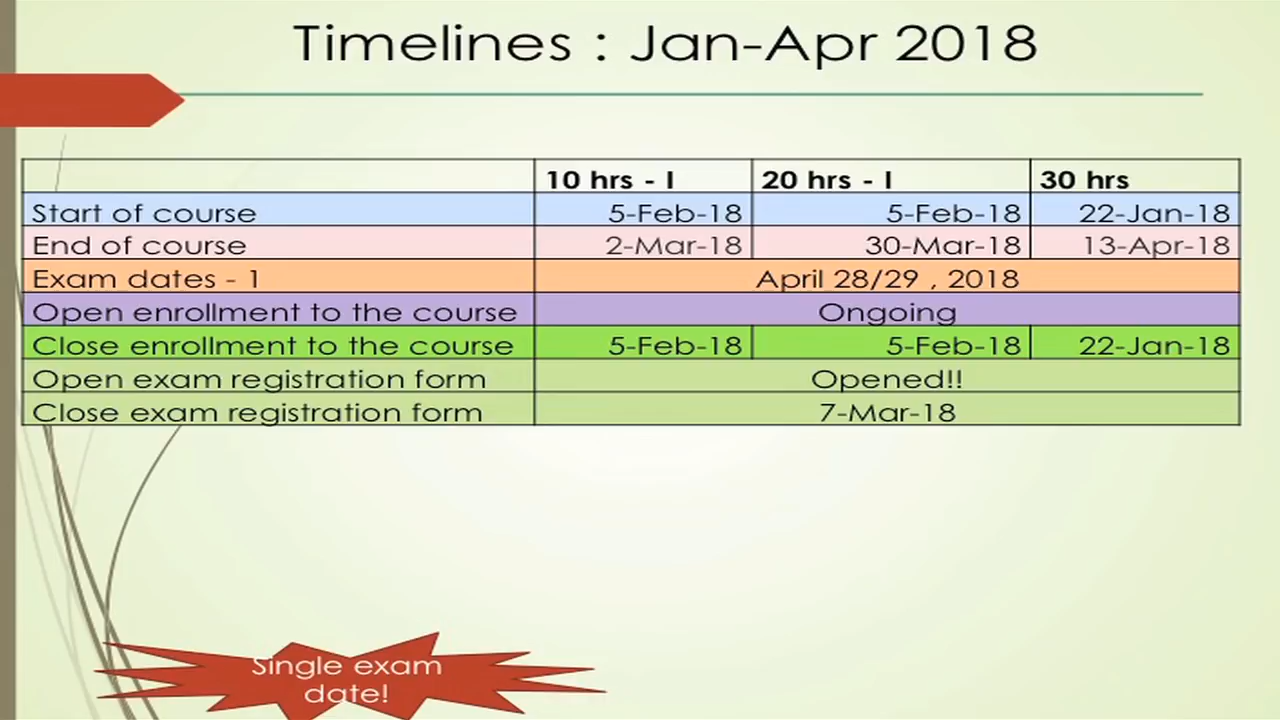 Timelines : Jan-Apr 2018
10 hrs - I 20 hrs - I 30 hrs
Start of course 5-Feb-18 5-Feb-18 22-Jan-18
End of course 2-Mar-18 30-Mar-18 13-Apr-18
Exam dates - 1 April 28/29 , 2018
Open enrollment to the course Ongoing
Close enrollment to the course 5-Feb-18 5-Feb-18 22-Jan-18
Open exam registration form Opened!!
Close exam registration form 7-Mar-18
Single exam
date!